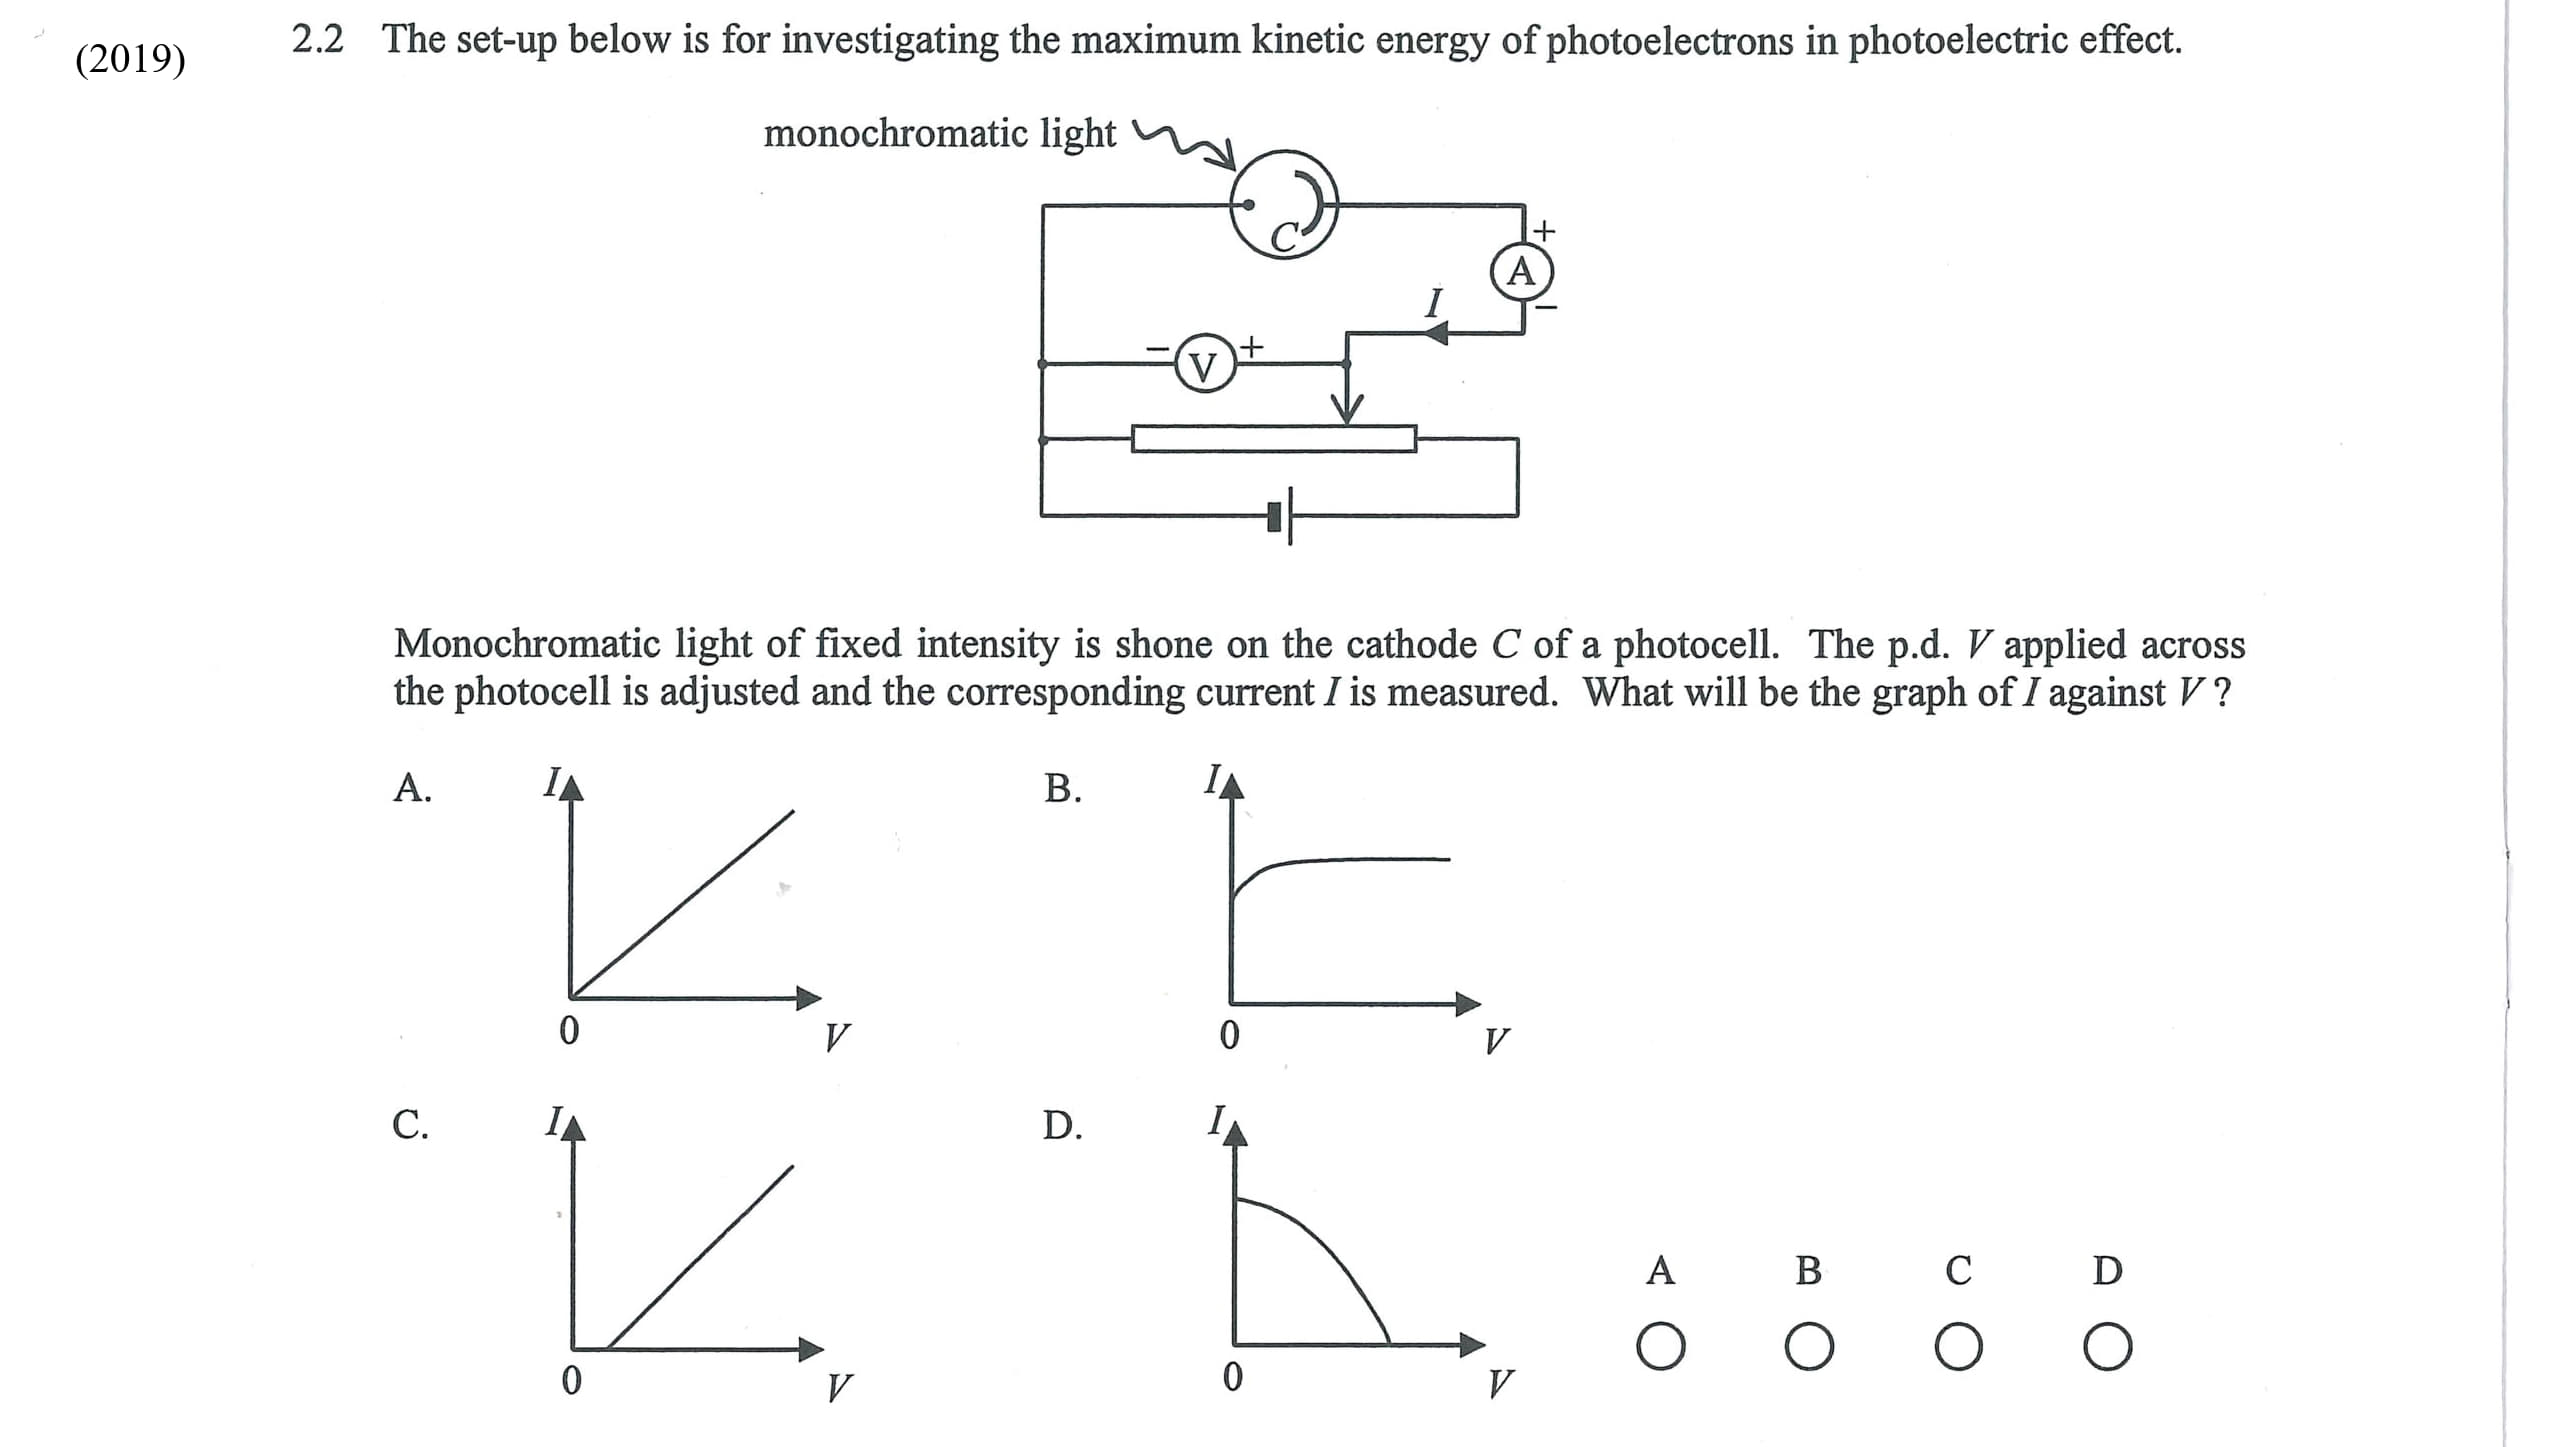 (2019)
2.2 The set-up below is for investigating the maximum kinetic energy of photoelectrons in photoelectric effect.
monochromatic light
C
+
A
I
−
− V +
Monochromatic light of fixed intensity is shone on the cathode C of a photocell. The p.d. V applied across
the photocell is adjusted and the corresponding current I is measured. What will be the graph of I against V ?
A. I
0 V
B. I
0 V
C. I
0 V
D. I
0 V
A B C D